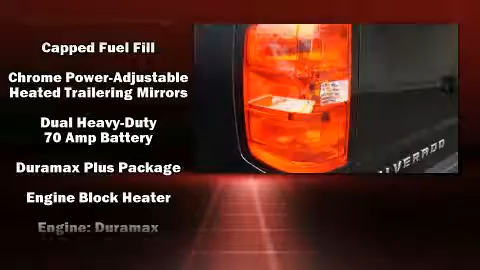 Capped Fuel Fill
Chrome Power-Adjustable
Heated Trailering Mirrors
Dual Heavy-Duty
70 Amp Battery
Duramax Plus Package
Engine Block Heater
Engine: Duramax
LVERADO